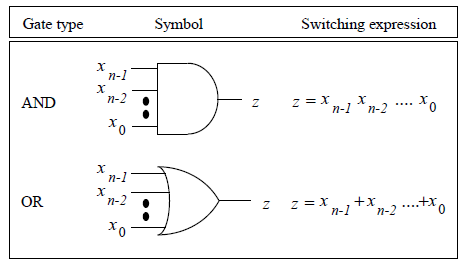 Gate type Symbol Switching expression
x n-1
x n-2
AND z z = x n-1 x n-2 .... x 0
x 0
x n-1
x n-2
OR z z = x n-1 +x n-2 ....+x 0
x 0